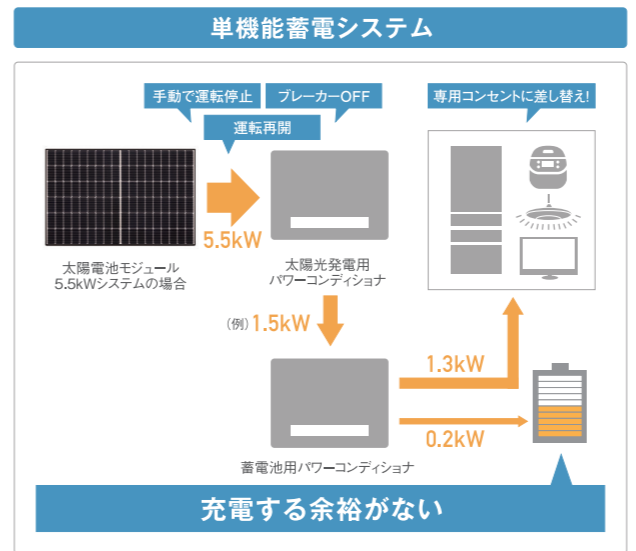 単機能蓄電システム
手動で運転停止
ブレーカーOFF
運転再開
専用コンセントに差し替え!
5.5kW
太陽電池モジュール
5.5kWシステムの場合
太陽光発電用
パワーコンディショナ
(例)1.5kW
1.3kW
0.2kW
蓄電池用パワーコンディショナ
充電する余裕がない